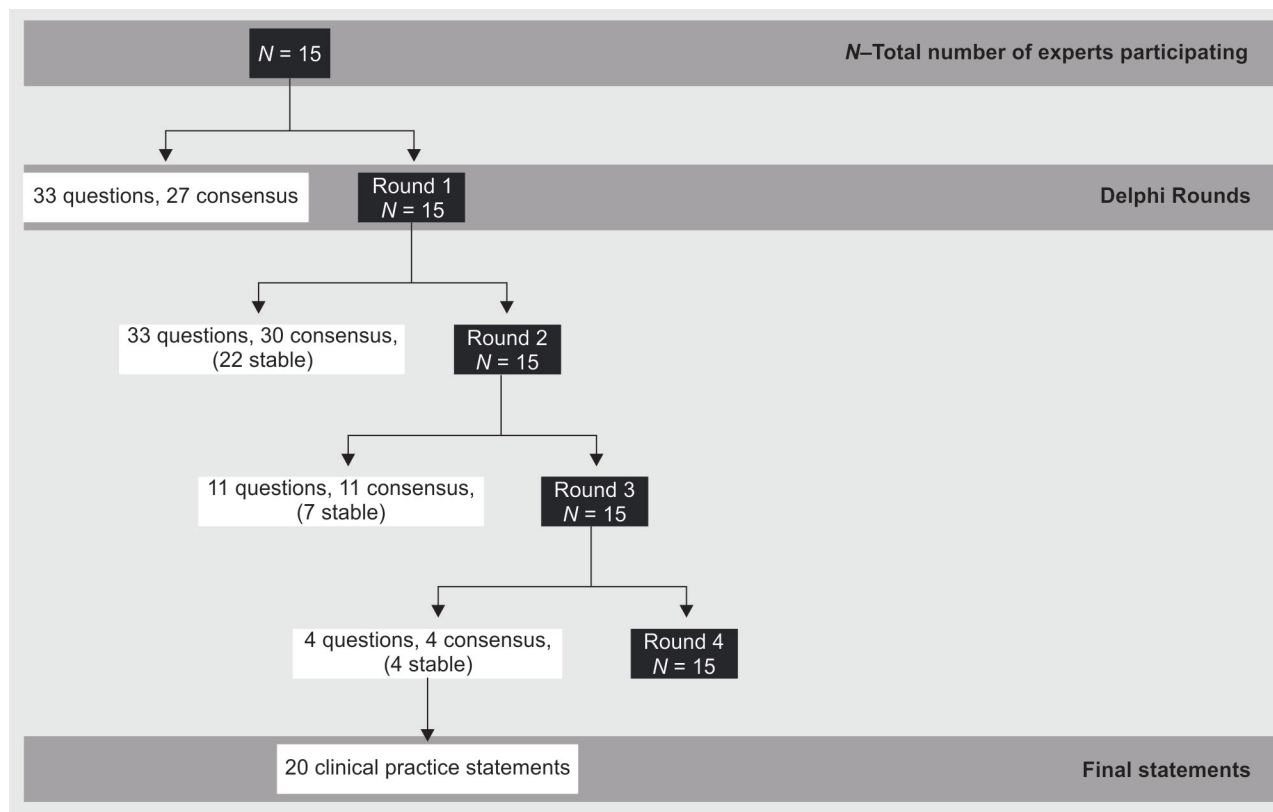 N = 15
N–Total number of experts participating
33 questions, 27 consensus
Round 1
N = 15
Delphi Rounds
33 questions, 30 consensus,
(22 stable)
Round 2
N = 15
11 questions, 11 consensus,
(7 stable)
Round 3
N = 15
4 questions, 4 consensus,
(4 stable)
Round 4
N = 15
20 clinical practice statements
Final statements